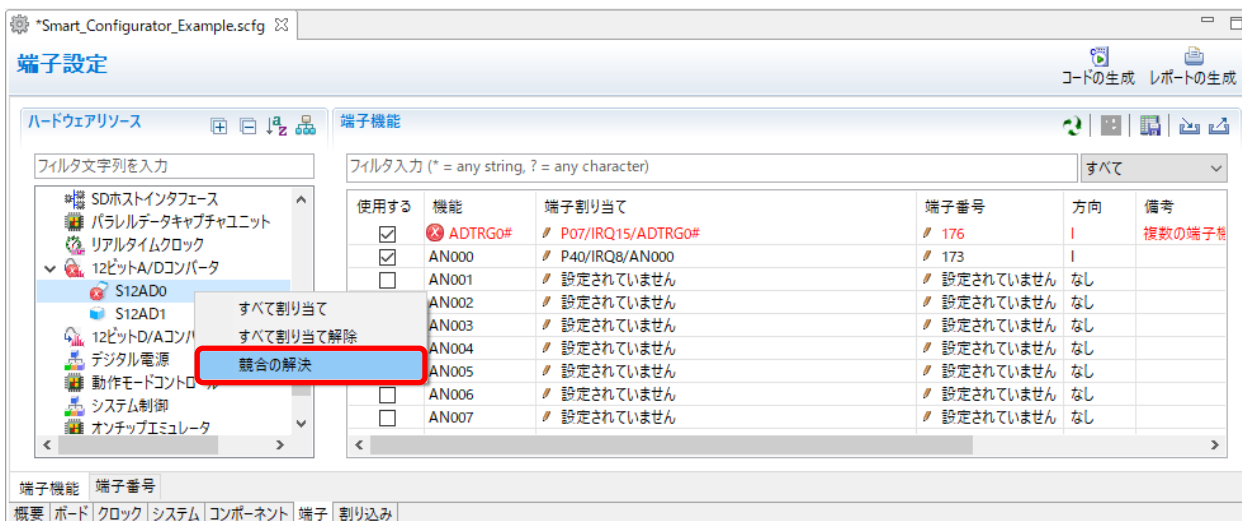 *Smart_Configurator_Example.scfg
端子設定
コードの生成 レポートの生成
ハードウェアリソース
端子機能
フィルタ文字列を入力
フィルタ入力 (* = any string, ? = any character)
すべて
SDホストインタフェース
パラレルデータキャプチャユニット
リアルタイムクロック
12ビットA/Dコンバータ
S12AD0
S12AD1
12ビットD/Aコンバ
デジタル電源
動作モードコントロール
システム制御
オンチップエミュレータ
すべて割り当て
すべて割り当て解除
競合の解決
使用する 機能 端子割り当て 端子番号 方向 備考
ADTRG0# P07/IRQ15/ADTRG0# 176 I 複数の端子機
AN000 P40/IRQ8/AN000 173 I
AN001 設定されていません 設定されていません なし
AN002 設定されていません 設定されていません なし
AN003 設定されていません 設定されていません なし
AN004 設定されていません 設定されていません なし
AN005 設定されていません 設定されていません なし
AN006 設定されていません 設定されていません なし
AN007 設定されていません 設定されていません なし
端子機能 端子番号
概要 ボード クロック システム コンポーネント 端子 割り込み